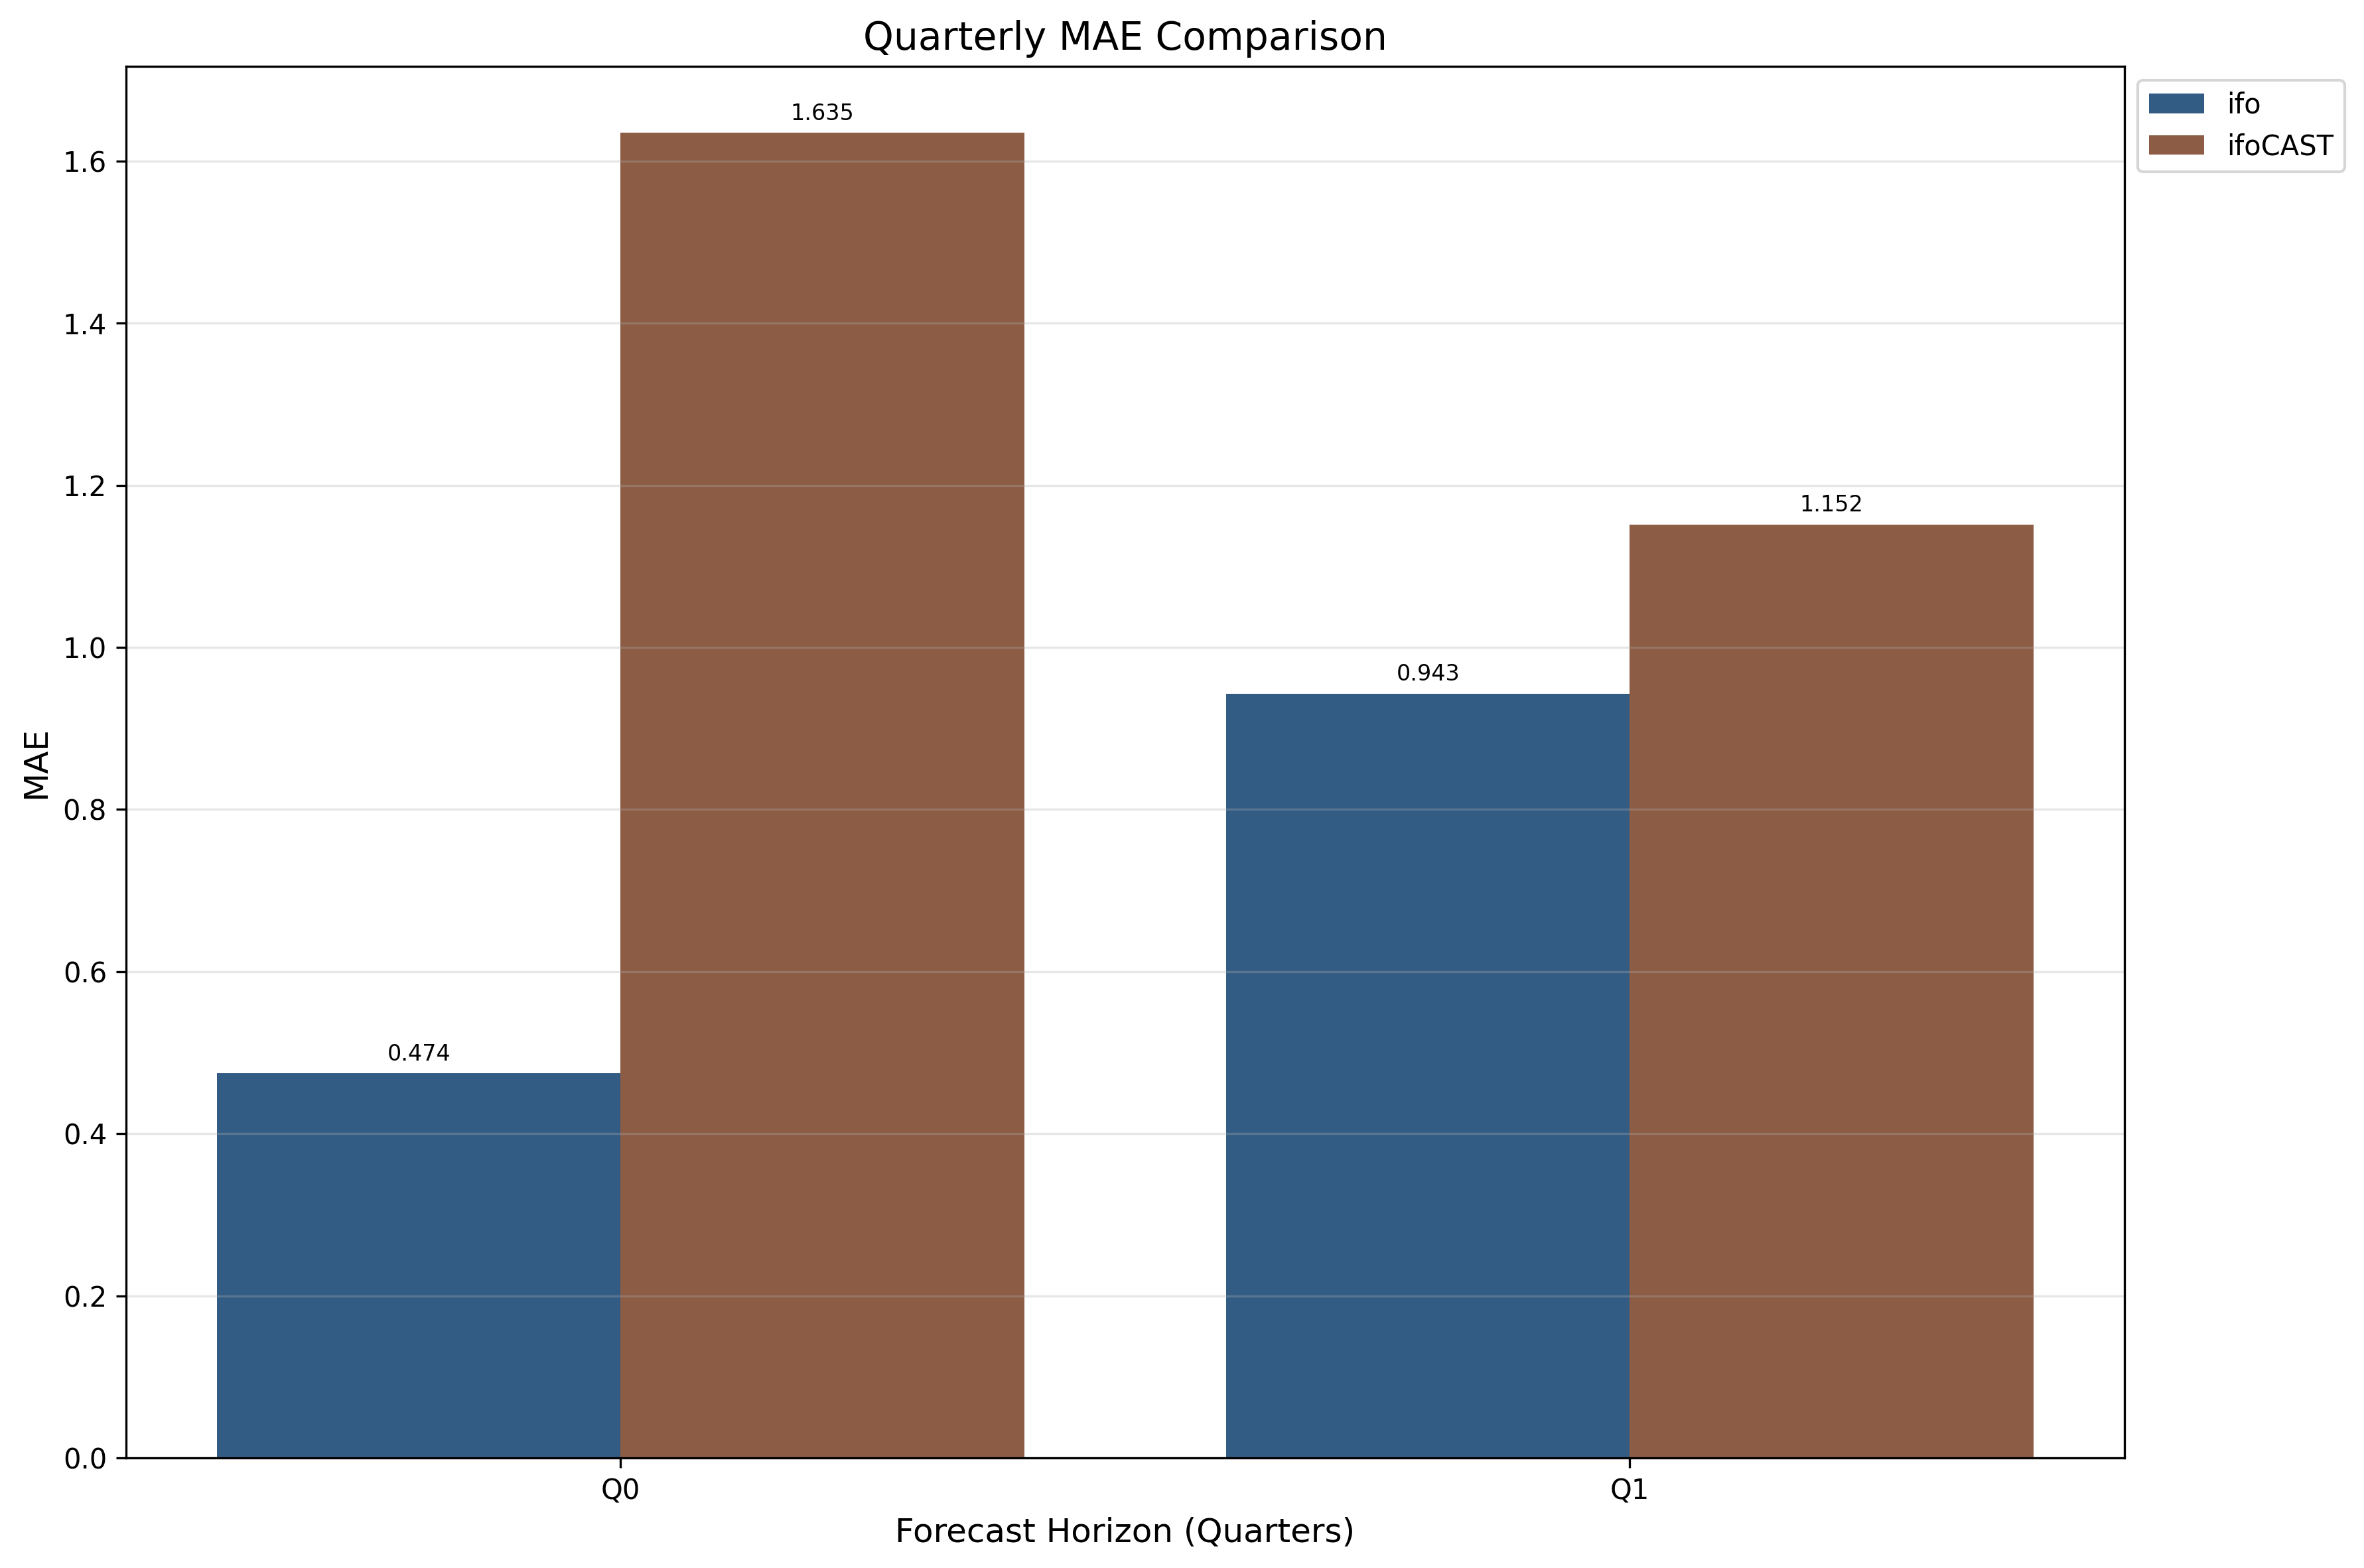 Quarterly MAE Comparison
ifo
ifoCAST
MAE
1.6
1.4
1.2
1.0
0.8
0.6
0.4
0.2
0.0
0.474
1.635
0.943
1.152
Q0
Q1
Forecast Horizon (Quarters)